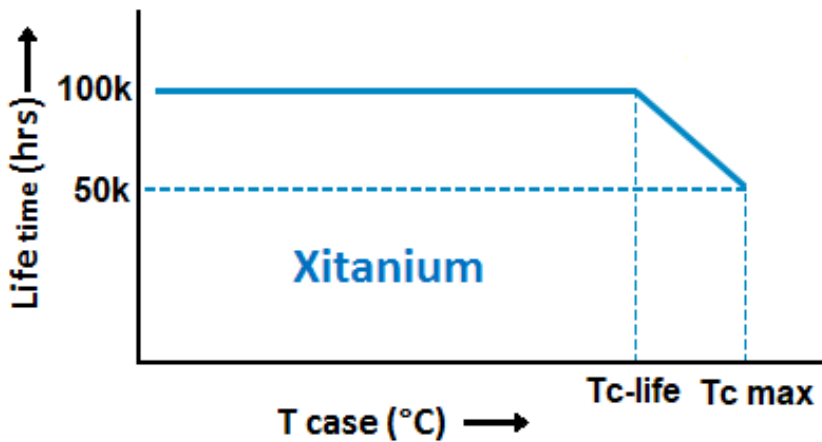 Life time (hrs)
100k
50k
Xitanium
Tc-life Tc max
T case (°C)